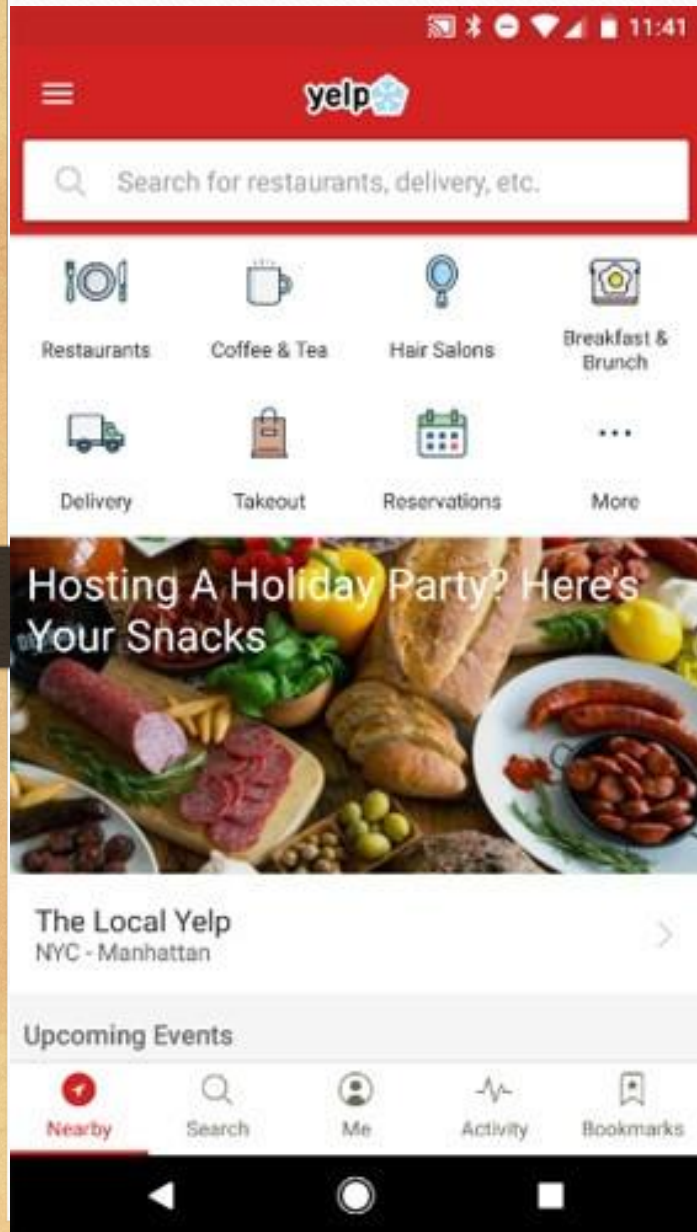 11:41
yelp
Search for restaurants, delivery, etc.
Restaurants
Coffee & Tea
Hair Salons
Breakfast &
Brunch
Delivery
Takeout
Reservations
More
Hosting A Holiday Party? Here's
Your Snacks
The Local Yelp
NYC - Manhattan
Upcoming Events
Nearby
Search
Me
Activity
Bookmarks